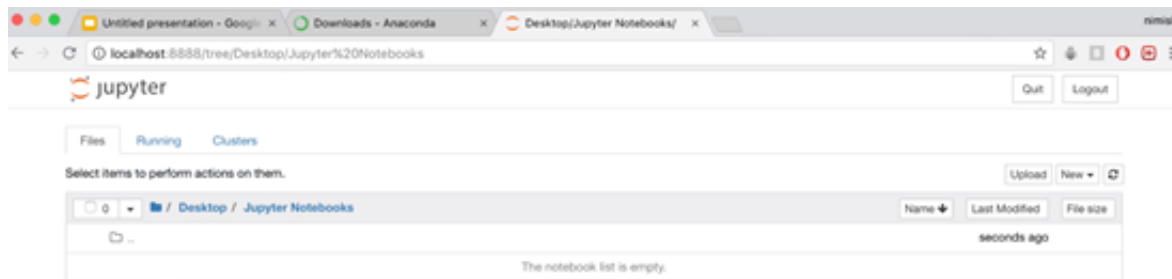 Untitled presentation - Google × Downloads - Anaconda × Desktop/Jupyter Notebooks/ ×
localhost:8888/tree/Desktop/Jupyter%20Notebooks
jupyter Quit Logout
Files Running Clusters
Select items to perform actions on them. Upload New
0 / Desktop / Jupyter Notebooks Name Last Modified File size
.. seconds ago
The notebook list is empty.